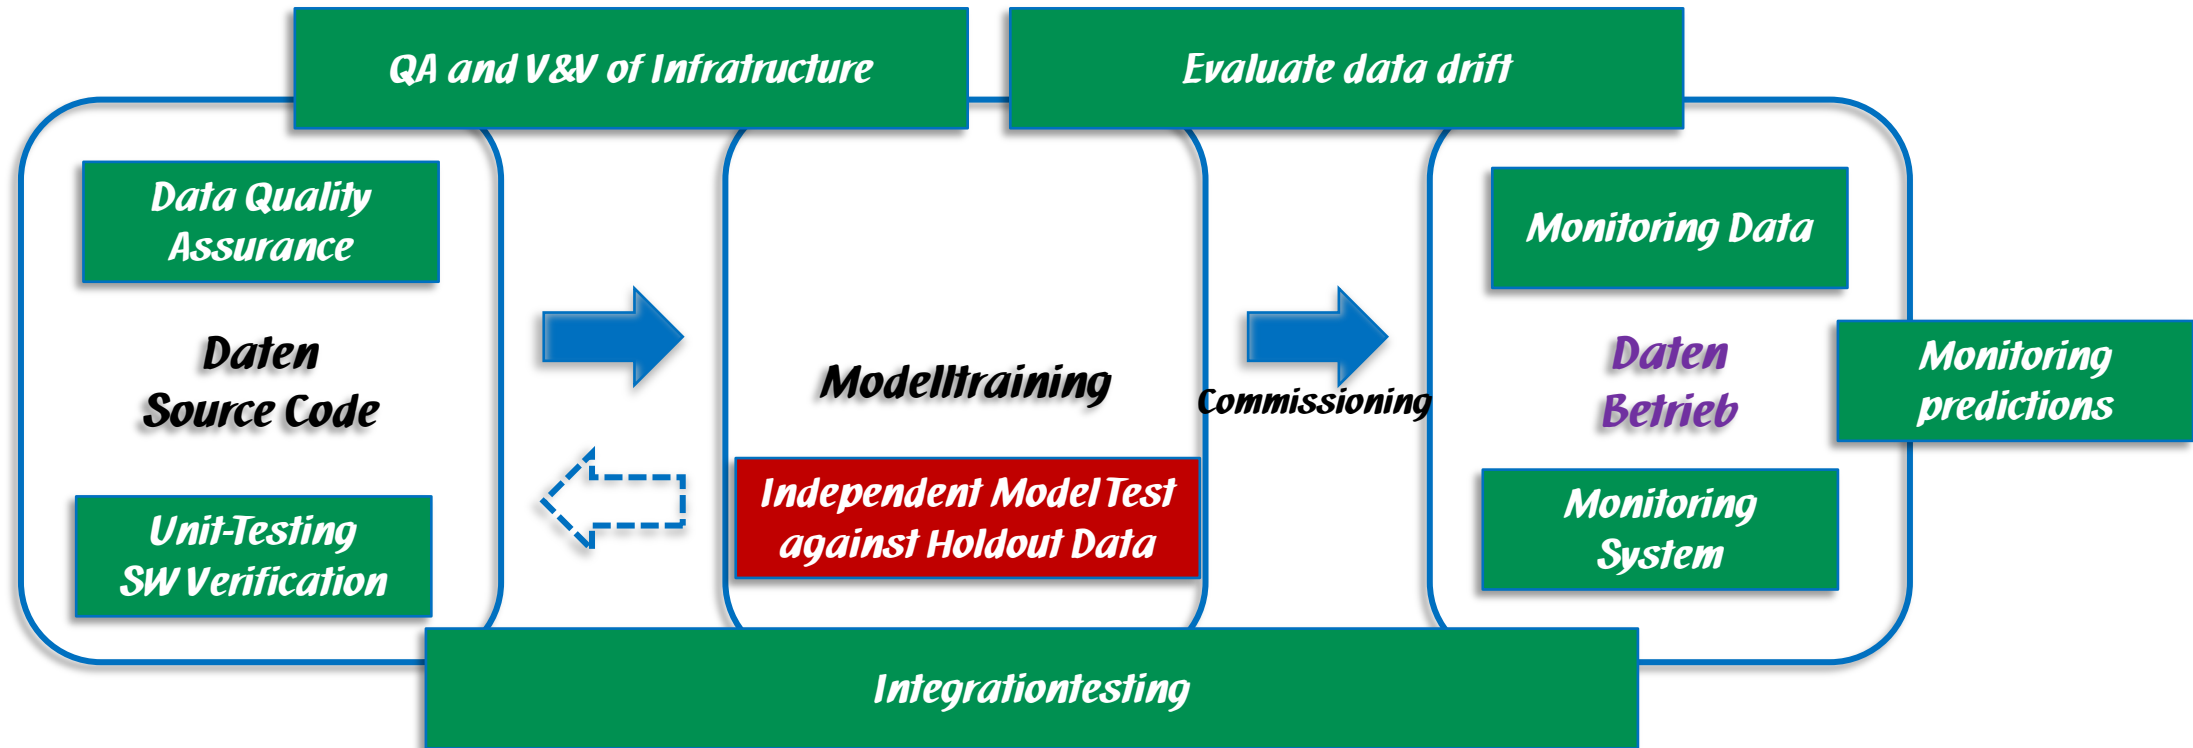 QA and V&V of Infratructure
Evaluate data drift
Data Quality
Assurance
Daten
Source Code
Unit-Testing
SW Verification
Modelltraining
Independent Model Test
against Holdout Data
Commissioning
Monitoring Data
Daten
Betrieb
Monitoring
predictions
Monitoring
System
Integrationtesting